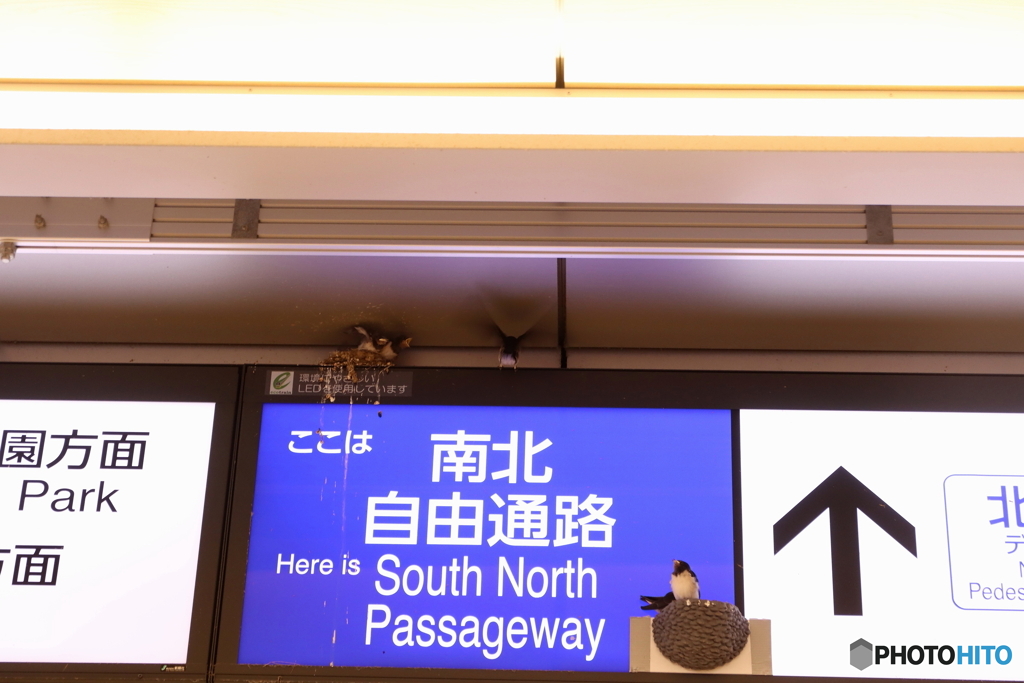 環境にやさしい
LEDを使用しています
園方面
Park
方面
ここは
南北
自由通路
Here is
South North
Passageway
北
PHOTOHITO